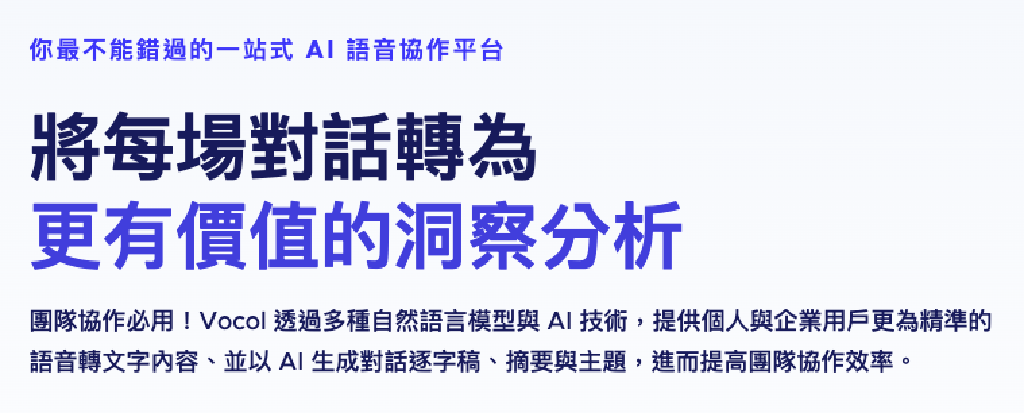 你最不能錯過的一站式 AI 語音協作平台
將每場對話轉為
更有價值的洞察分析
團隊協作必用！Vocol 透過多種自然語言模型與 AI 技術，提供個人與企業用戶更為精準的
語音轉文字內容、並以 AI 生成對話逐字稿、摘要與主題，進而提高團隊協作效率。